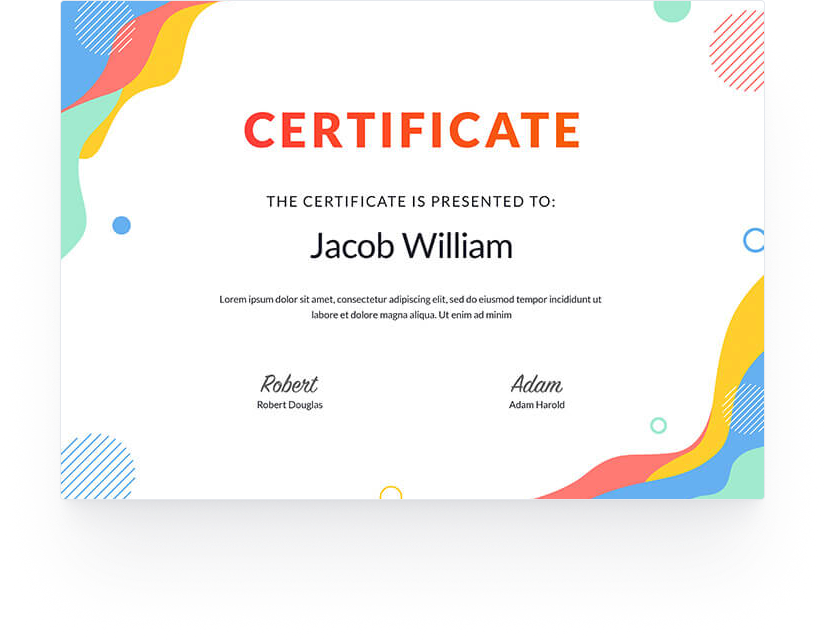 CERTIFICATE
THE CERTIFICATE IS PRESENTED TO:
Jacob William
Lorem ipsum dolor sit amet, consectetur adipiscing elit, sed do eiusmod tempor incididunt ut
labore et dolore magna aliqua. Ut enim ad minim
Robert Adam
Robert Douglas Adam Harold